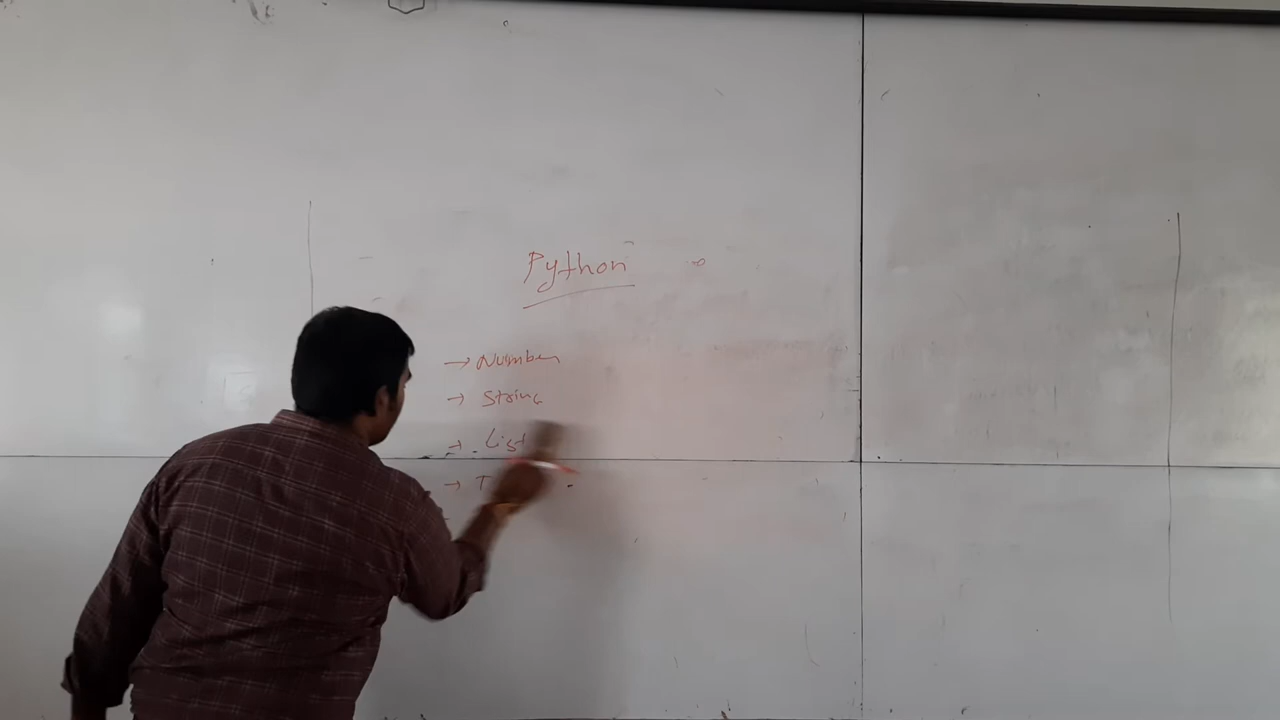 Python
→ Number
→ String
→ List
→ T